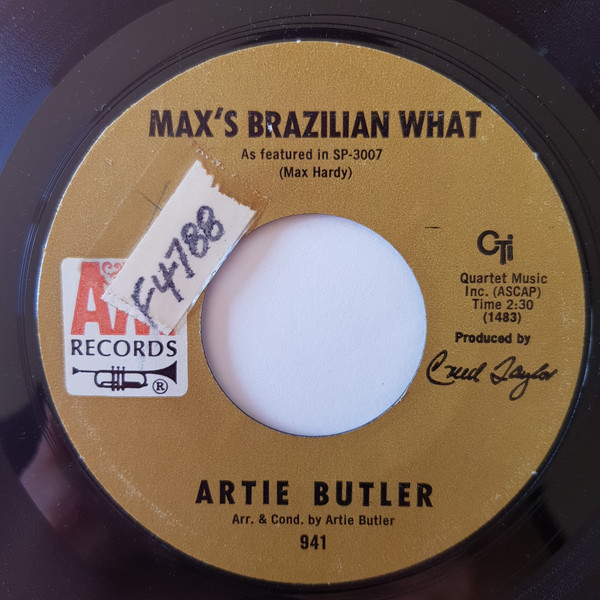 MAX'S BRAZILIAN WHAT
As featured in SP-3007
(Max Hardy)
F4788
RECORDS
®
CTi
Quartet Music
Inc. (ASCAP)
Time 2:30
(1483)
Produced by
Creed Taylor
ARTIE BUTLER
Arr. & Cond. by Artie Butler
941